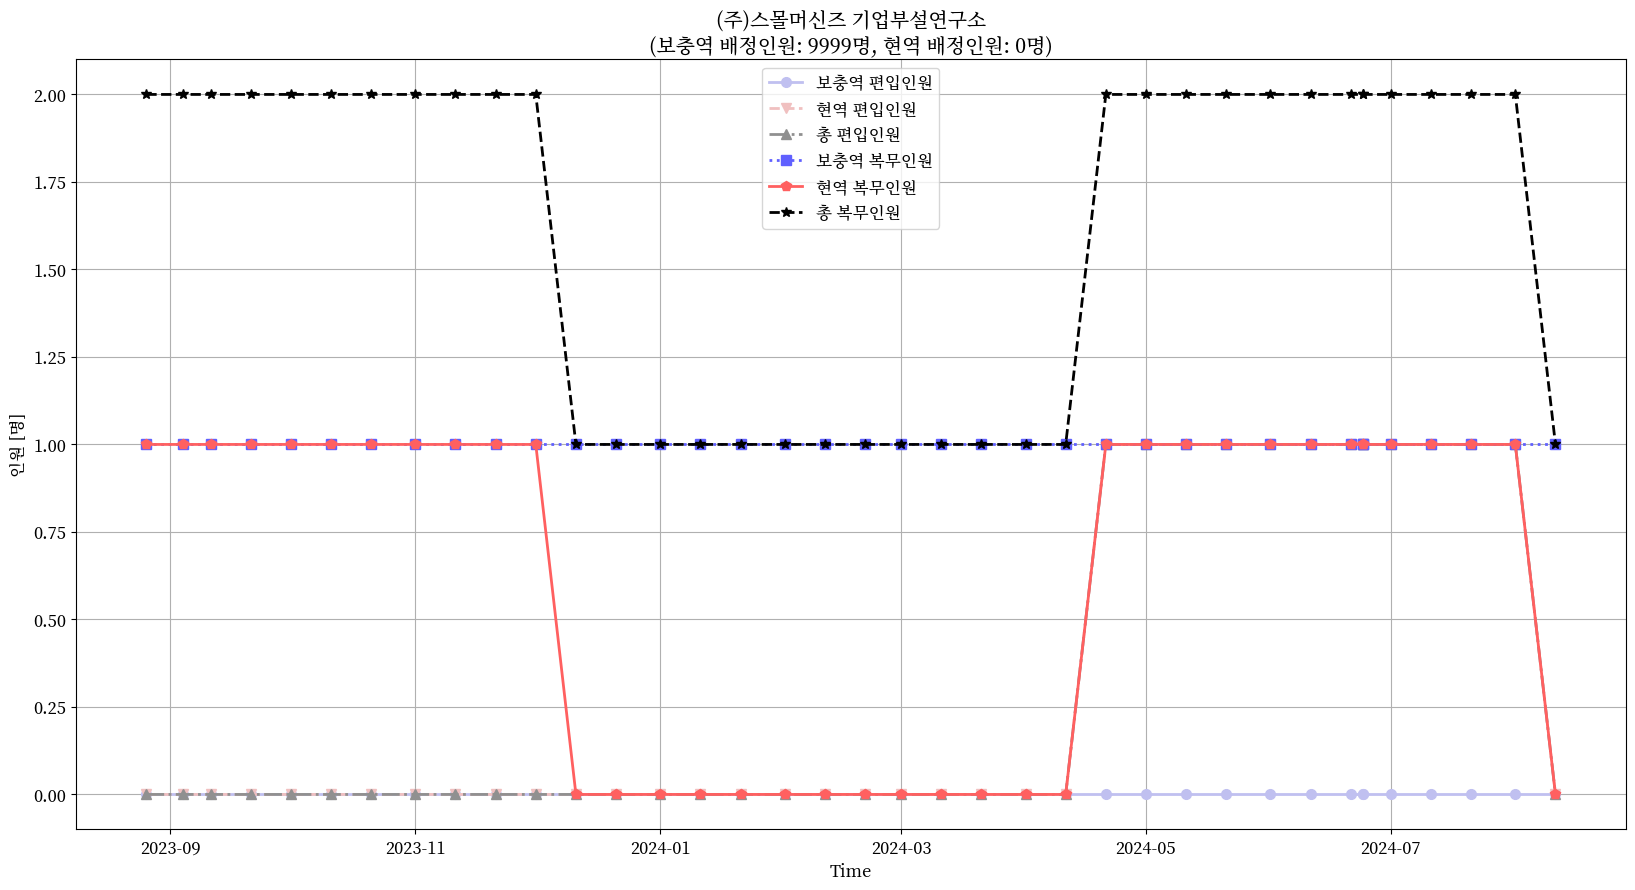 (주)스몰머신즈 기업부설연구소
(보충역 배정인원: 9999명, 현역 배정인원: 0명)
보충역 편입인원
현역 편입인원
총 편입인원
보충역 복무인원
현역 복무인원
총 복무인원
2.00
1.75
1.50
1.25
1.00
0.75
0.50
0.25
0.00
인원 [명]
2023-09
2023-11
2024-01
2024-03
2024-05
2024-07
Time